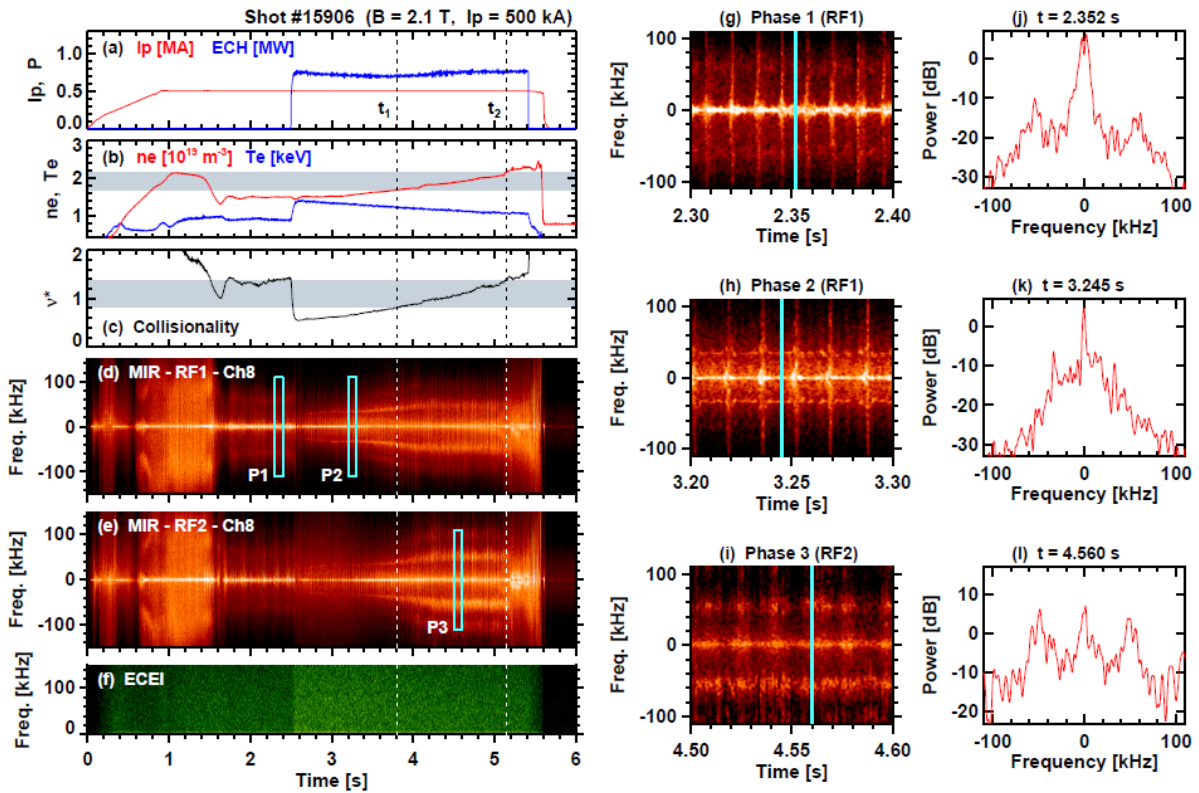 Shot #15906 (B = 2.1 T, Ip = 500 kA)
(a) Ip [MA] ECH [MW]
Ip, P
1.0
0.5
0.0
t1
t2
(b) ne [10^19 m^-3] Te [keV]
ne, Te
2
1
ν*
2
1
0
(c) Collisionality
(d) MIR - RF1 - Ch8
Freq. [kHz]
100
0
-100
P1
P2
(e) MIR - RF2 - Ch8
Freq. [kHz]
100
0
-100
P3
(f) ECEI
Freq. [kHz]
100
0
0 1 2 3 4 5 6
Time [s]
(g) Phase 1 (RF1)
Freq. [kHz]
100
0
-100
2.30 2.35 2.40
Time [s]
(h) Phase 2 (RF1)
Freq. [kHz]
100
0
-100
3.20 3.25 3.30
Time [s]
(i) Phase 3 (RF2)
Freq. [kHz]
100
0
-100
4.50 4.55 4.60
Time [s]
(j) t = 2.352 s
Power [dB]
0
-10
-20
-30
-100 0 100
Frequency [kHz]
(k) t = 3.245 s
Power [dB]
0
-10
-20
-30
-100 0 100
Frequency [kHz]
(l) t = 4.560 s
Power [dB]
10
0
-10
-20
-100 0 100
Frequency [kHz]